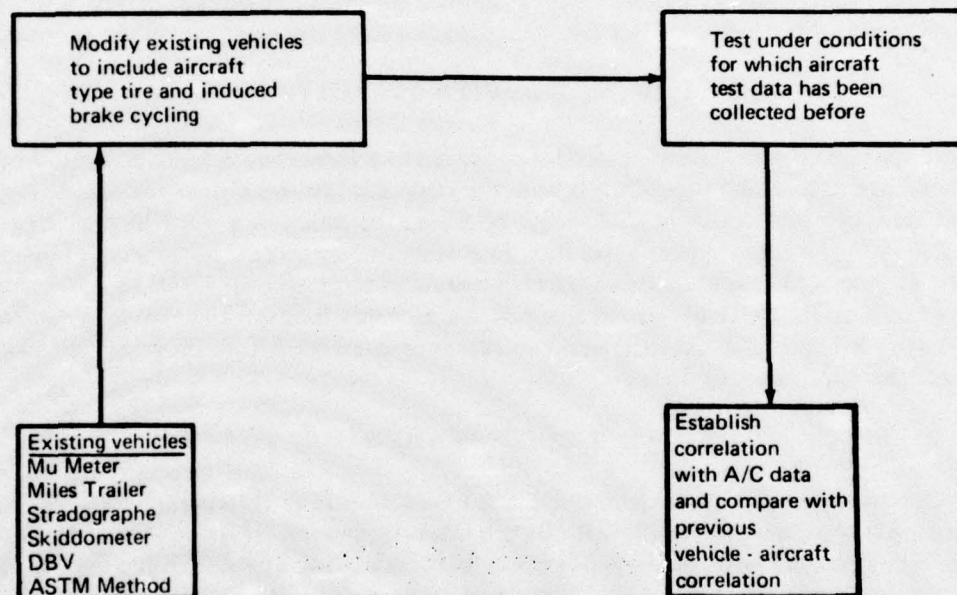 Modify existing vehicles
to include aircraft
type tire and induced
brake cycling
Test under conditions
for which aircraft
test data has been
collected before
Existing vehicles
Mu Meter
Miles Trailer
Stradographe
Skiddometer
DBV
ASTM Method
Establish
correlation
with A/C data
and compare with
previous
vehicle - aircraft
correlation